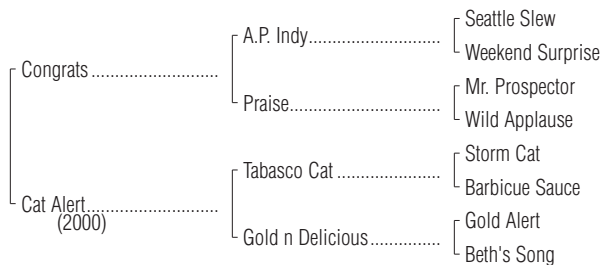 Seattle Slew
A.P. Indy
Weekend Surprise
Congrats
Mr. Prospector
Praise
Wild Applause
Storm Cat
Tabasco Cat
Barbicue Sauce
Cat Alert
(2000)
Gold Alert
Gold n Delicious
Beth's Song